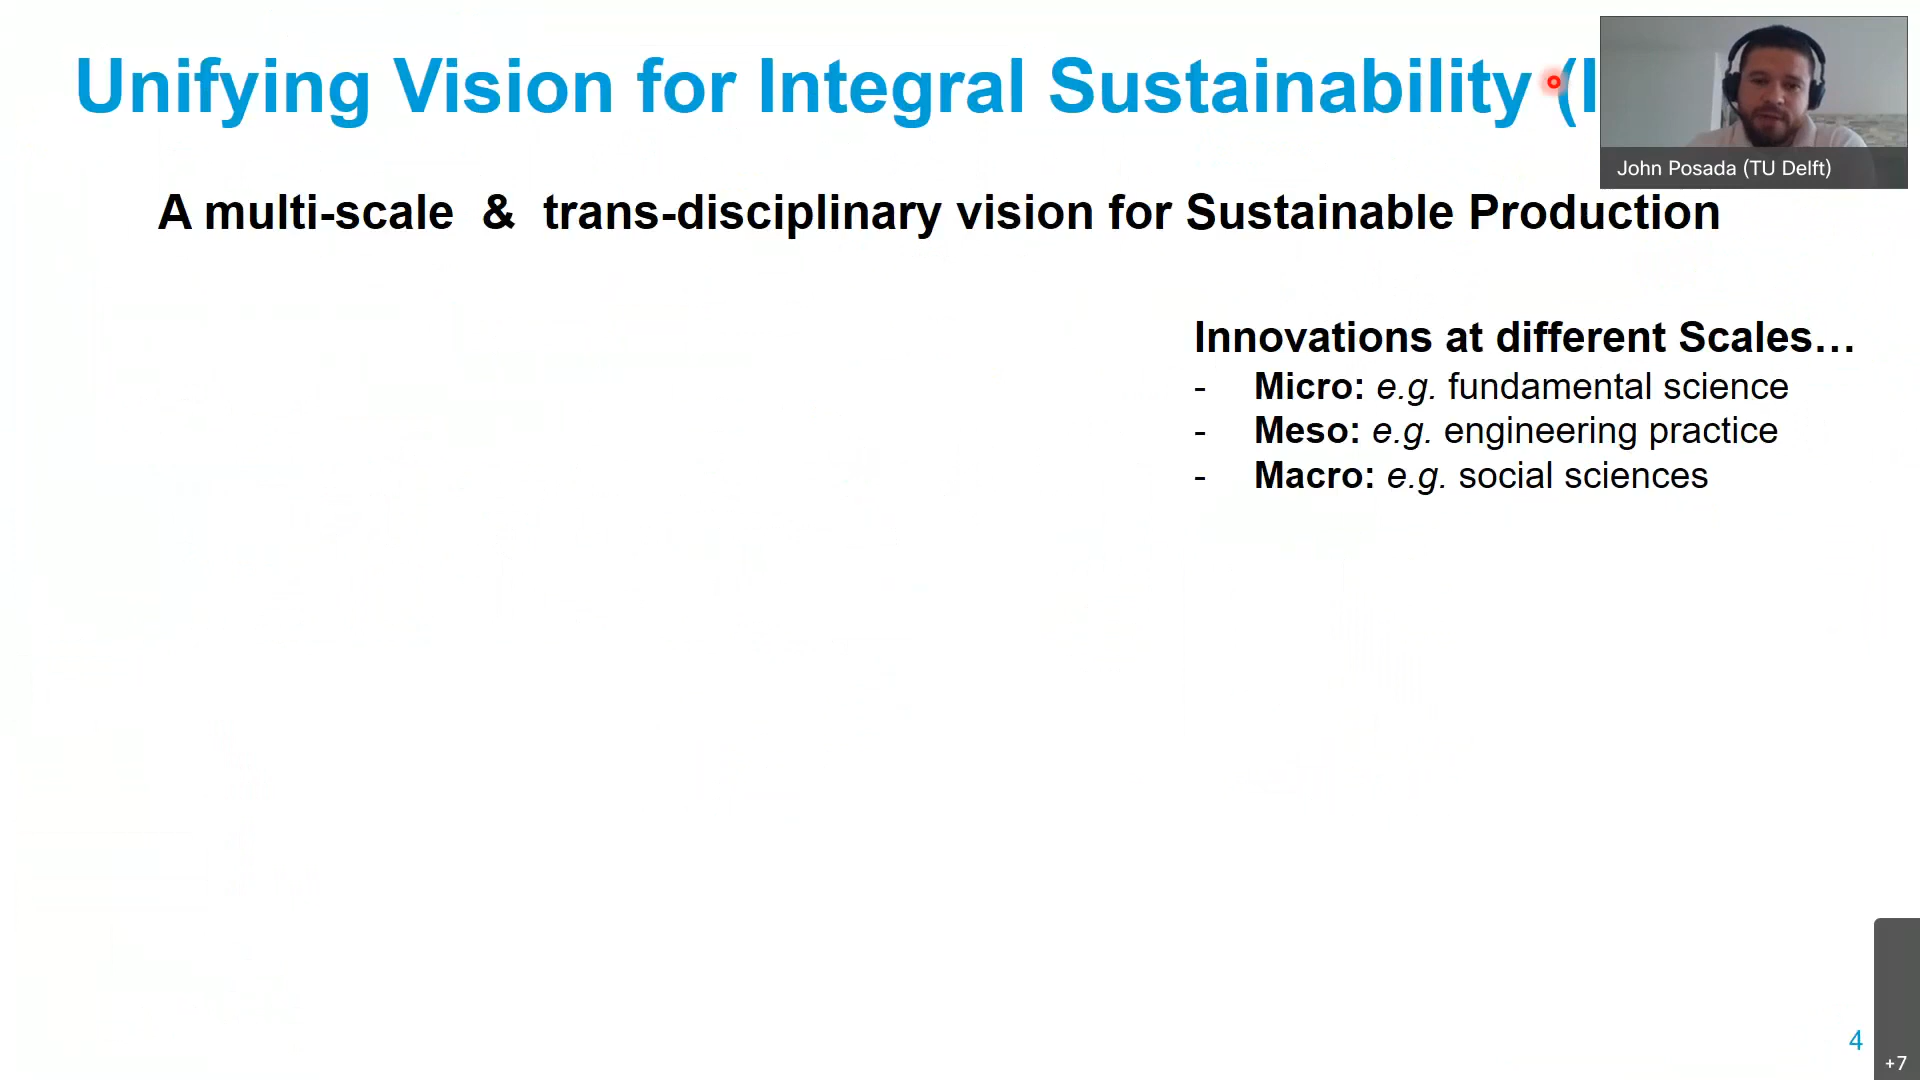 Unifying Vision for Integral Sustainability (I
John Posada (TU Delft)
A multi-scale & trans-disciplinary vision for Sustainable Production
Innovations at different Scales…
- Micro: e.g. fundamental science
- Meso: e.g. engineering practice
- Macro: e.g. social sciences
4
+7